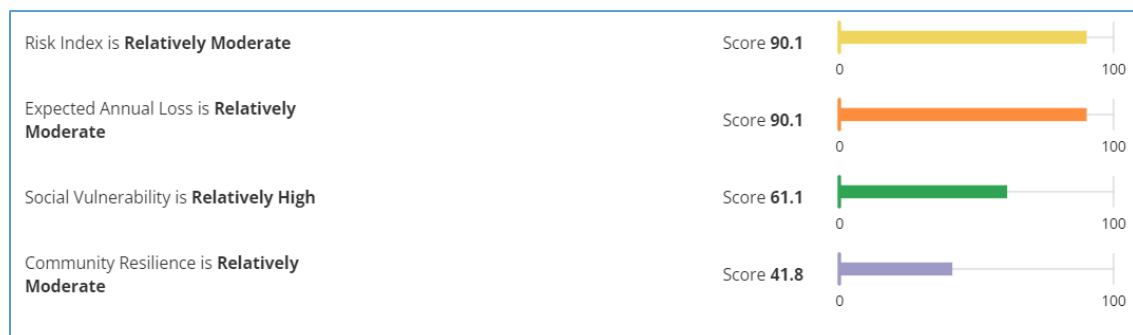 Risk Index is Relatively Moderate
Score 90.1
0
100
Expected Annual Loss is Relatively
Moderate
Score 90.1
0
100
Social Vulnerability is Relatively High
Score 61.1
0
100
Community Resilience is Relatively
Moderate
Score 41.8
0
100